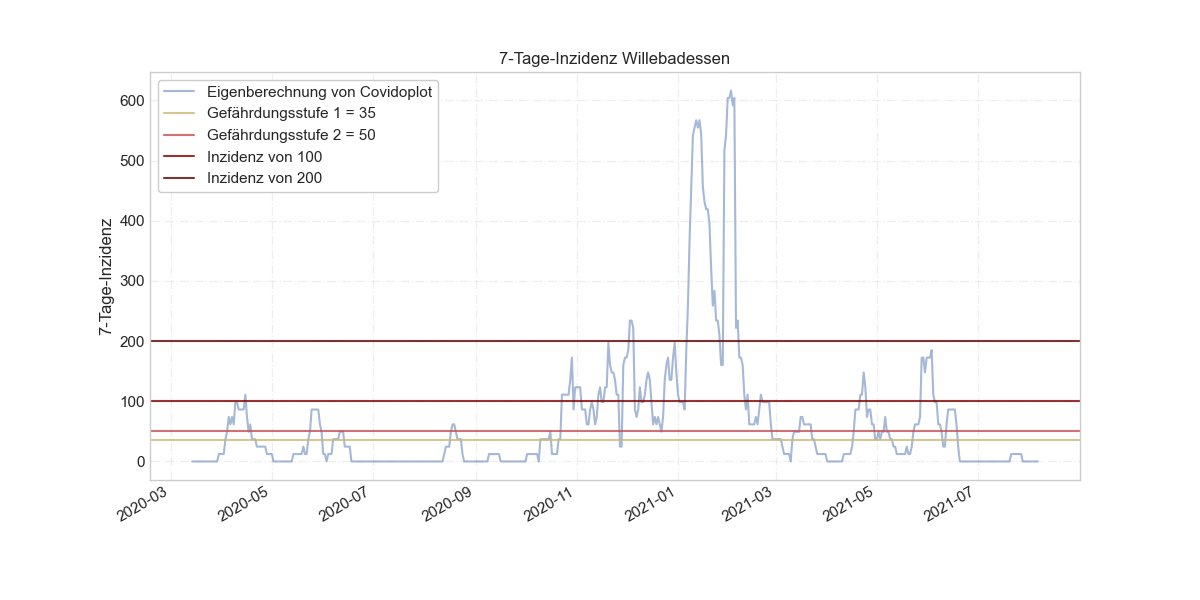 7-Tage-Inzidenz Willebadessen
Eigenberechnung von Covidoplot
Gefährdungsstufe 1 = 35
Gefährdungsstufe 2 = 50
Inzidenz von 100
Inzidenz von 200
7-Tage-Inzidenz
600
500
400
300
200
100
0
2020-03
2020-05
2020-07
2020-09
2020-11
2021-01
2021-03
2021-05
2021-07